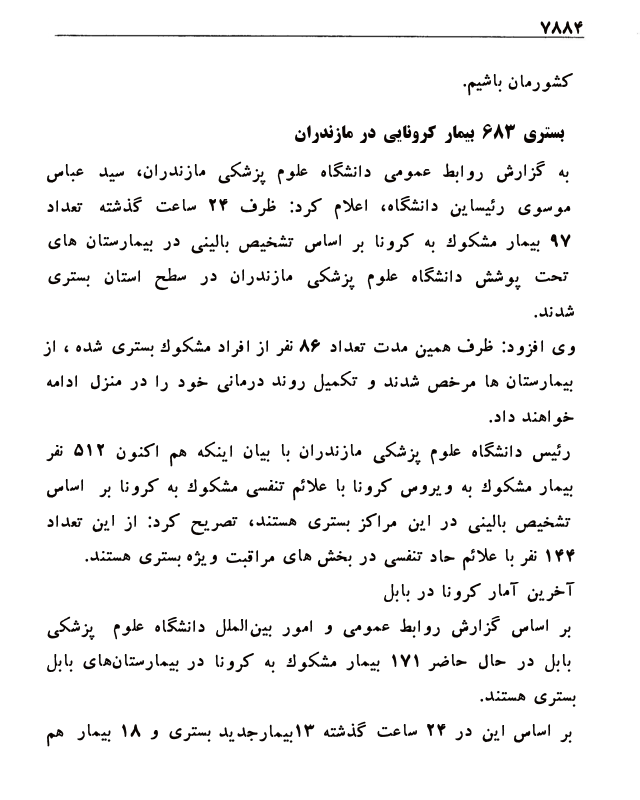 ۷۸۸۴
کشورمان باشیم.
بستری ۶۸۳ بیمار کرونایی در مازندران
به گزارش روابط عمومی دانشگاه علوم پزشکی مازندران، سید عباس
موسوی رئیساین دانشگاه، اعلام کرد: ظرف ۲۴ ساعت گذشته تعداد
۹۷ بیمار مشکوك به کرونا بر اساس تشخیص بالینی در بیمارستان های
تحت پوشش دانشگاه علوم پزشکی مازندران در سطح استان بستری
شدند.
وی افزود: ظرف همین مدت تعداد ۸۶ نفر از افراد مشکوك بستری شده ، از
بیمارستان ها مرخص شدند و تکمیل روند درمانی خود را در منزل ادامه
خواهند داد.
رئیس دانشگاه علوم پزشکی مازندران با بیان اینکه هم اکنون ۵۱۲ نفر
بیمار مشکوك به ویروس کرونا با علائم تنفسی مشکوك به کرونا بر اساس
تشخیص بالینی در این مراکز بستری هستند، تصریح کرد: از این تعداد
۱۴۴ نفر با علائم حاد تنفسی در بخش های مراقبت ویژه بستری هستند.
آخرین آمار کرونا در بابل
بر اساس گزارش روابط عمومی و امور بین‌الملل دانشگاه علوم پزشکی
بابل در حال حاضر ۱۷۱ بیمار مشکوك به کرونا در بیمارستان‌های بابل
بستری هستند.
بر اساس این در ۲۴ ساعت گذشته ۱۳بیمارجدید بستری و ۱۸ بیمار هم